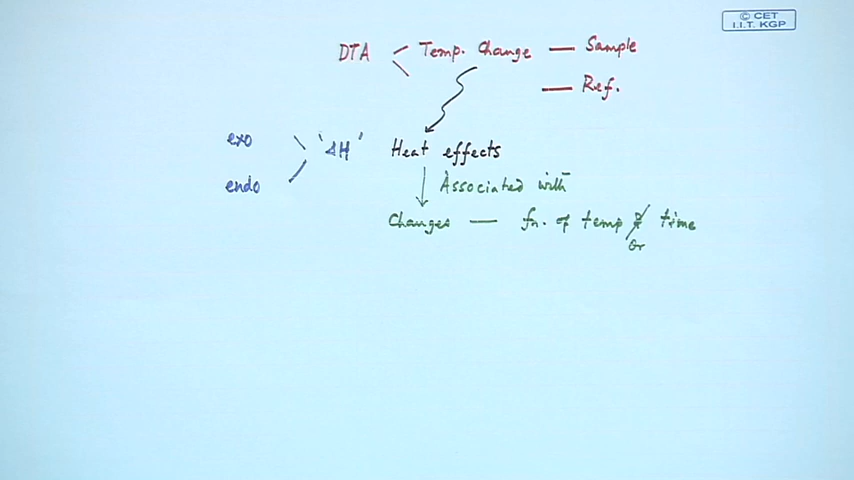 © CET
I.I.T. KGP
DTA Temp. Change — Sample
— Ref.
exo
"ΔH" Heat effects
endo
Associated with
Changes — fn. of temp & time
or